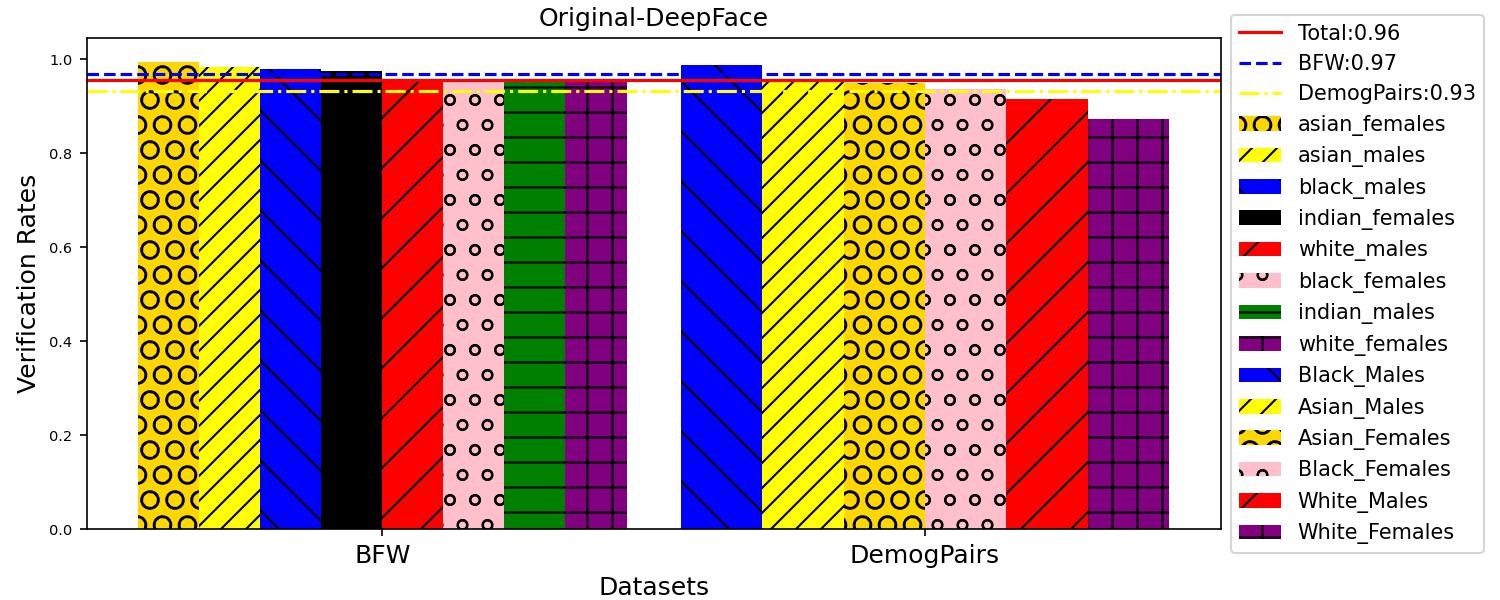 Original-DeepFace
Verification Rates
1.0
0.8
0.6
0.4
0.2
0.0
BFW
DemogPairs
Datasets
Total:0.96
BFW:0.97
DemogPairs:0.93
asian_females
asian_males
black_males
indian_females
white_males
black_females
indian_males
white_females
Black_Males
Asian_Males
Asian_Females
Black_Females
White_Males
White_Females